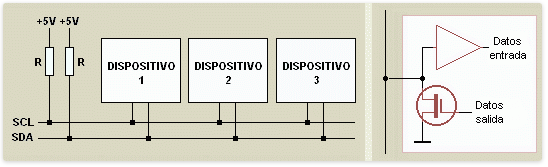 +5V +5V
R R
DISPOSITIVO
1
DISPOSITIVO
2
DISPOSITIVO
3
SCL
SDA
Datos
entrada
Datos
salida